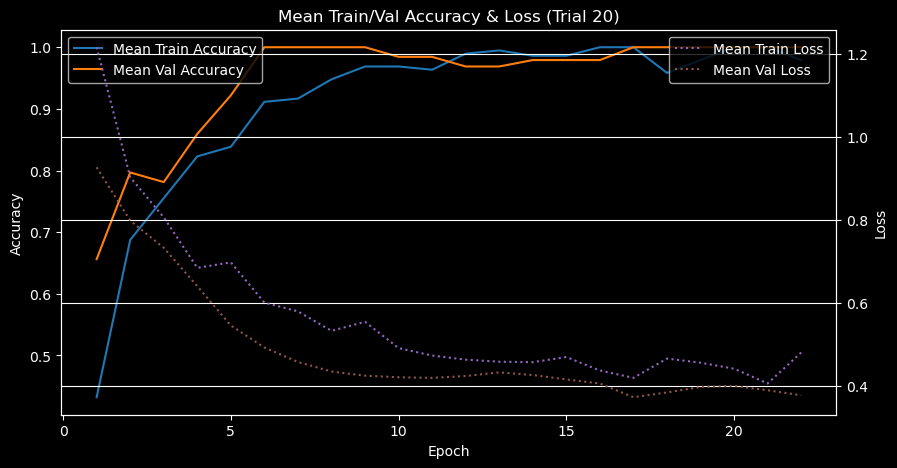 Mean Train/Val Accuracy & Loss (Trial 20)
Mean Train Accuracy
Mean Val Accuracy
Mean Train Loss
Mean Val Loss
1.0
0.9
0.8
0.7
0.6
0.5
Accuracy
1.2
1.0
0.8
0.6
0.4
Loss
0
5
10
15
20
Epoch